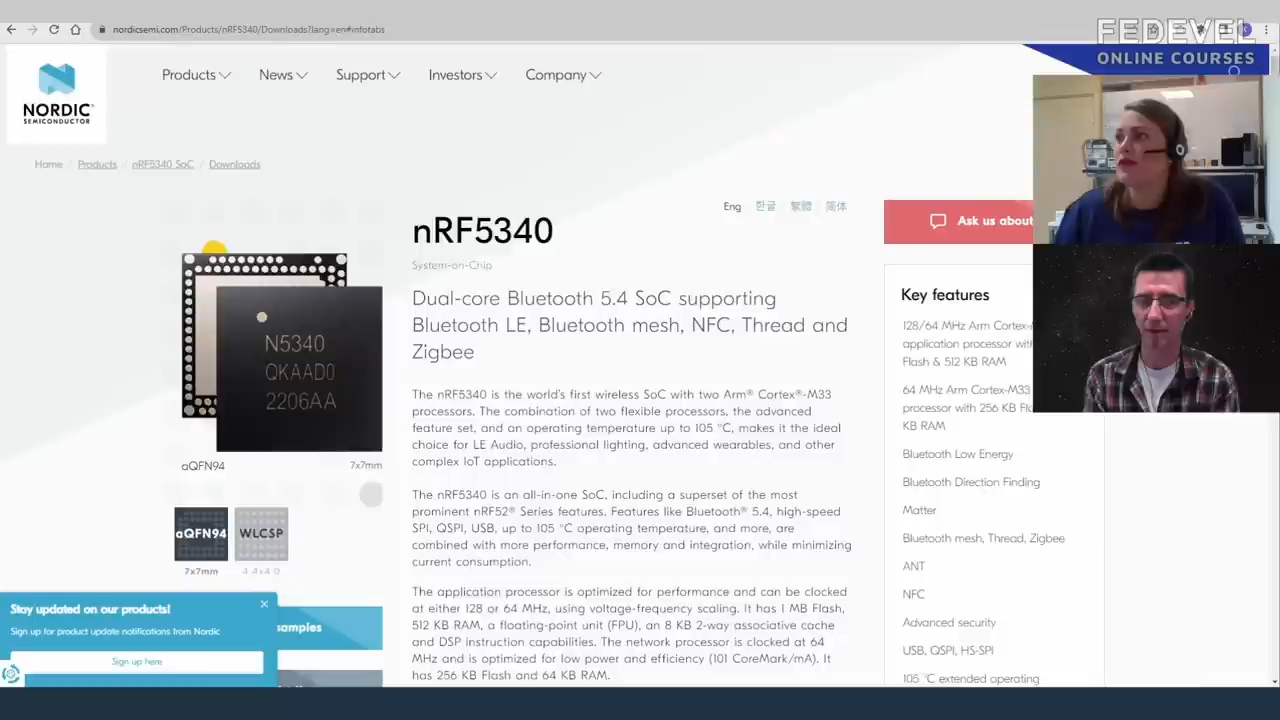 nordicsemi.com/Products/nRF5340/Downloads?lang=en#infotabs
FEDEVEL
ONLINE COURSES
NORDIC
SEMICONDUCTOR
Products
News
Support
Investors
Company
Home / Products / nRF5340 SoC / Downloads
Eng 한글 繁體 简体
Ask us about
nRF5340
System-on-Chip
Dual-core Bluetooth 5.4 SoC supporting
Bluetooth LE, Bluetooth mesh, NFC, Thread and
Zigbee
The nRF5340 is the world's first wireless SoC with two Arm® Cortex®-M33
processors. The combination of two flexible processors, the advanced
feature set, and an operating temperature up to 105 °C, makes it the ideal
choice for LE Audio, professional lighting, advanced wearables, and other
complex IoT applications.
The nRF5340 is an all-in-one SoC, including a superset of the most
prominent nRF52® Series features. Features like Bluetooth® 5.4, high-speed
SPI, QSPI, USB, up to 105 °C operating temperature, and more, are
combined with more performance, memory and integration, while minimizing
current consumption.
The application processor is optimized for performance and can be clocked
at either 128 or 64 MHz, using voltage-frequency scaling. It has 1 MB Flash,
512 KB RAM, a floating-point unit (FPU), an 8 KB 2-way associative cache
and DSP instruction capabilities. The network processor is clocked at 64
MHz and is optimized for low power and efficiency (101 CoreMark/mA). It
has 256 KB Flash and 64 KB RAM.
N5340
QKAAD0
2206AA
aQFN94
7x7mm
aQFN94
WLCSP
7x7mm
4.4x4.0
Stay updated on our products!
Sign up for product update notifications from Nordic
Sign up here
samples
Key features
128/64 MHz Arm Cortex-
application processor with
Flash & 512 KB RAM
64 MHz Arm Cortex-M33
processor with 256 KB
KB RAM
Bluetooth Low Energy
Bluetooth Direction Finding
Matter
Bluetooth mesh, Thread, Zigbee
ANT
NFC
Advanced security
USB, QSPI, HS-SPI
105 °C extended operating